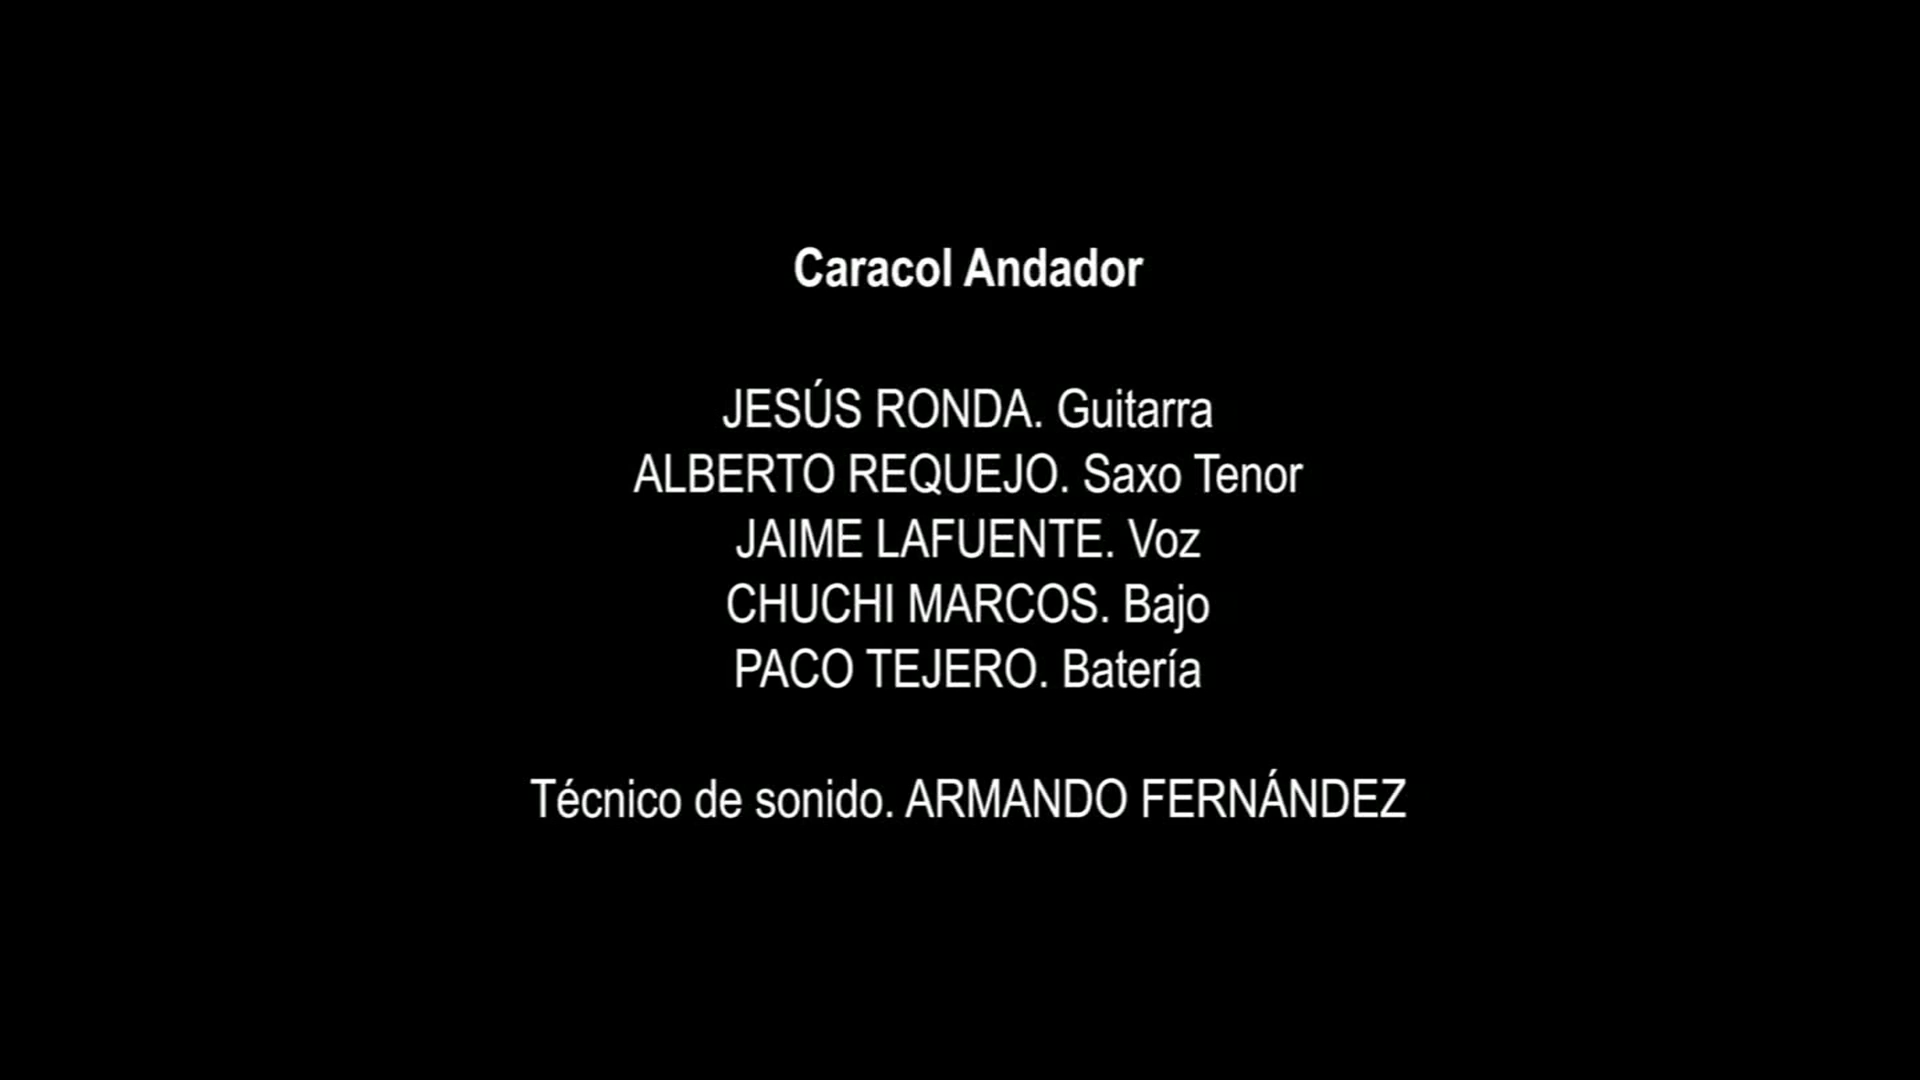 Caracol Andador
JESÚS RONDA. Guitarra
ALBERTO REQUEJO. Saxo Tenor
JAIME LAFUENTE. Voz
CHUCHI MARCOS. Bajo
PACO TEJERO. Batería
Técnico de sonido. ARMANDO FERNÁNDEZ